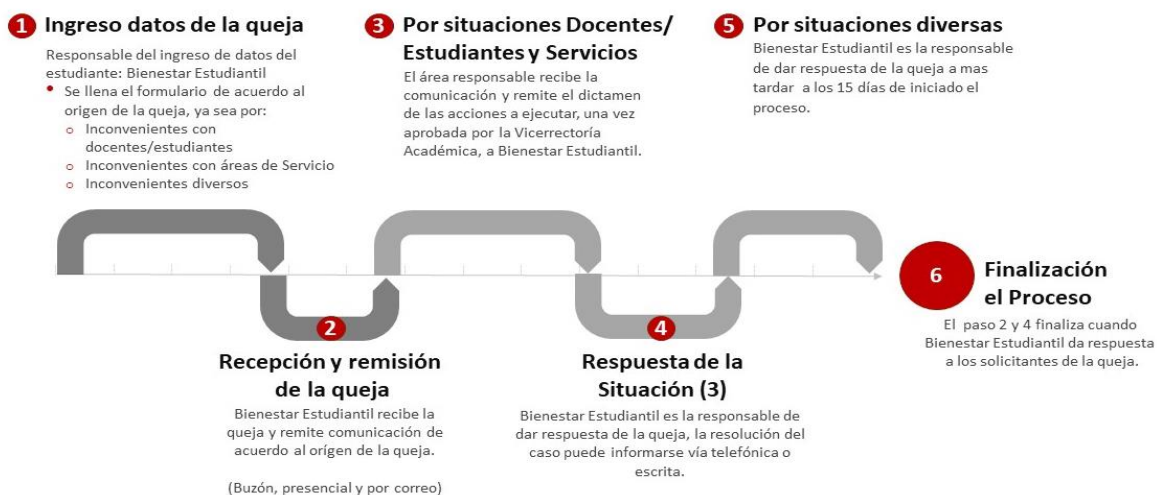 1 Ingreso datos de la queja
Responsable del ingreso de datos del
estudiante: Bienestar Estudiantil
• Se llena el formulario de acuerdo al
origen de la queja, ya sea por:
o Inconvenientes con
docentes/estudiantes
o Inconvenientes con áreas de Servicio
o Inconvenientes diversos
2
Recepción y remisión
de la queja
Bienestar Estudiantil recibe la
queja y remite comunicación de
acuerdo al orígen de la queja.
(Buzón, presencial y por correo)
3 Por situaciones Docentes/
Estudiantes y Servicios
El área responsable recibe la
comunicación y remite el dictamen
de las acciones a ejecutar, una vez
aprobada por la Vicerrectoría
Académica, a Bienestar Estudiantil.
4
Respuesta de la
Situación (3)
Bienestar Estudiantil es la responsable de
dar respuesta de la queja, la resolución del
caso puede informarse vía telefónica o
escrita.
5 Por situaciones diversas
Bienestar Estudiantil es la responsable
de dar respuesta de la queja a mas
tardar a los 15 días de iniciado el
proceso.
6 Finalización
el Proceso
El paso 2 y 4 finaliza cuando
Bienestar Estudiantil da respuesta
a los solicitantes de la queja.